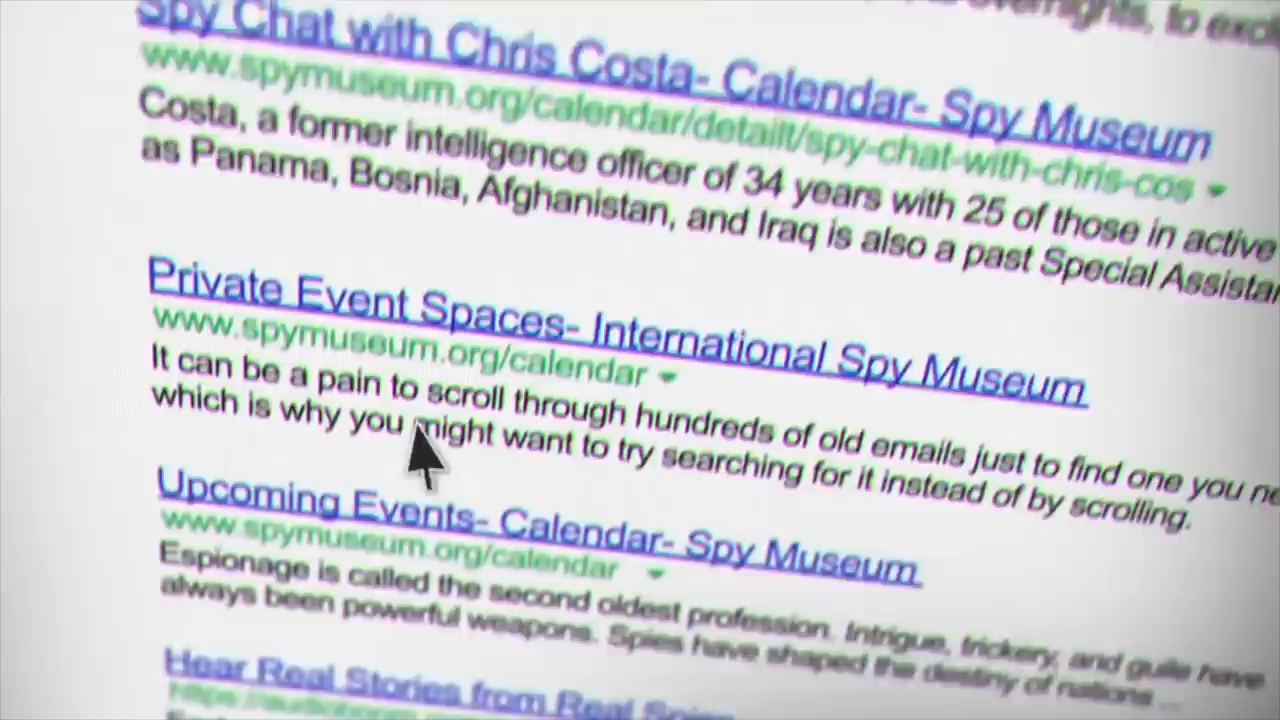 to excl
Spy Chat with Chris Costa- Calendar- Spy Museum
www.spymuseum.org/calendar/detailt/spy-chat-with-chris-cos
Costa, a former intelligence officer of 34 years with 25 of those in active
as Panama, Bosnia, Afghanistan, and Iraq is also a past Special Assistan
Private Event Spaces- International Spy Museum
www.spymuseum.org/calendar
It can be a pain to scroll through hundreds of old emails just to find one you ne
which is why you might want to try searching for it instead of by scrolling.
Upcoming Events- Calendar- Spy Museum
www.spymuseum.org/calendar
Espionage is called the second oldest profession. Intrigue, trickery, and guile have
always been powerful weapons. Spies have shaped the destiny of nations ...
Hear Real Stories from Real Spies